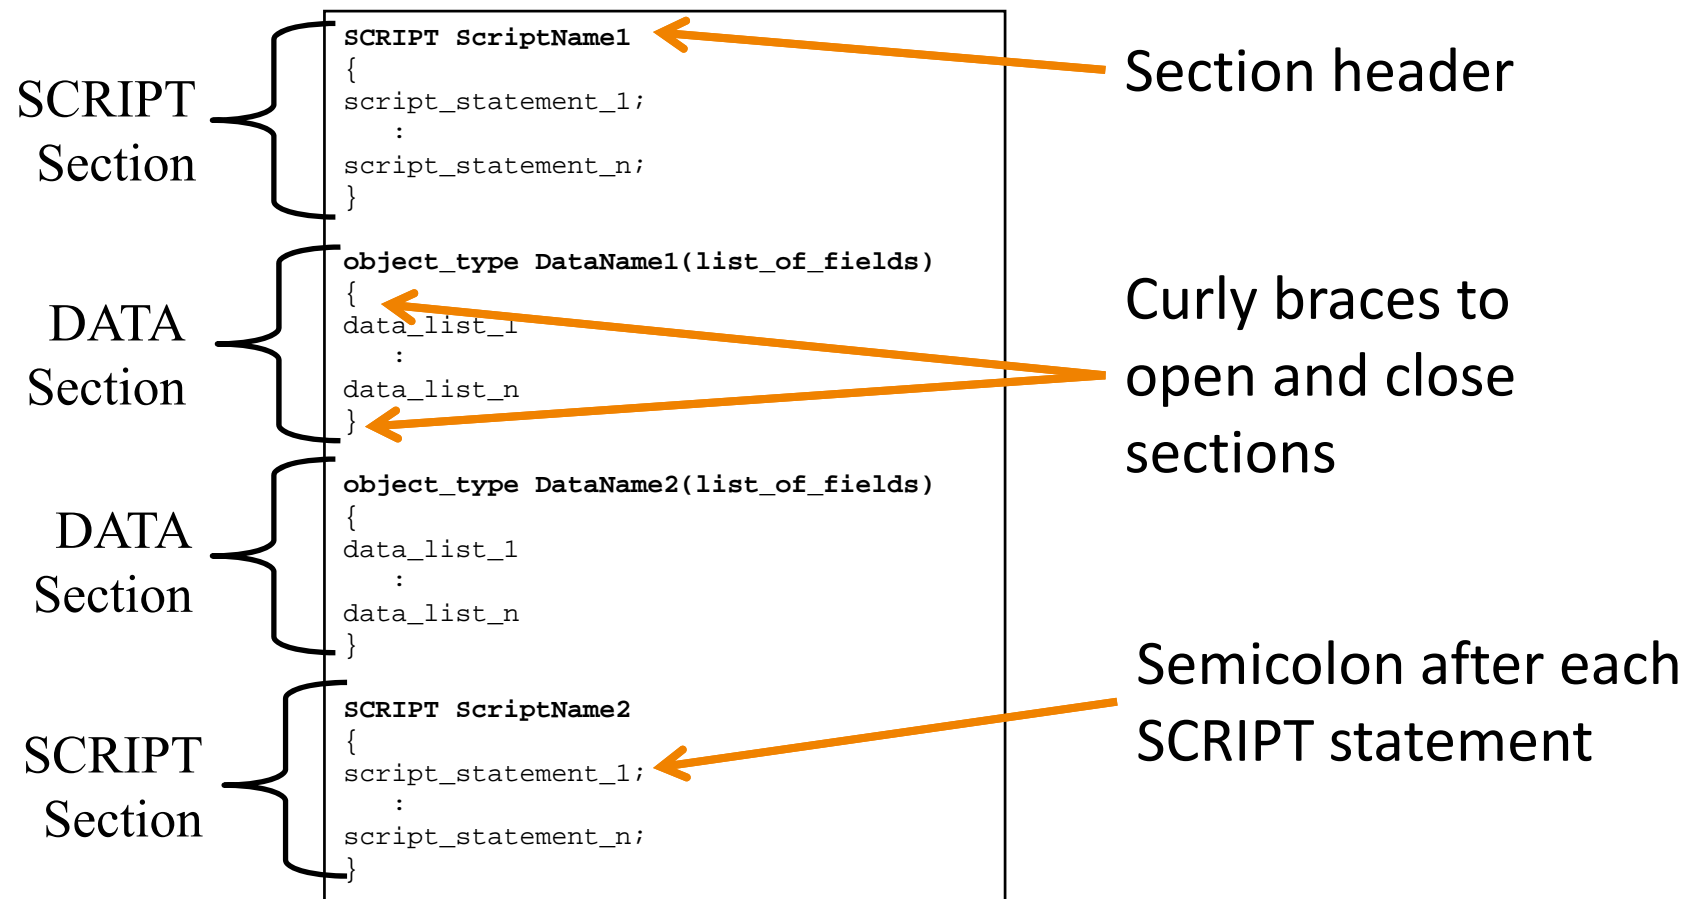 SCRIPT
Section
SCRIPT ScriptName1
{
script_statement_1;
:
script_statement_n;
}
Section header
DATA
Section
object_type DataName1(list_of_fields)
{
data_list_1
:
data_list_n
}
Curly braces to
open and close
sections
DATA
Section
object_type DataName2(list_of_fields)
{
data_list_1
:
data_list_n
}
SCRIPT
Section
SCRIPT ScriptName2
{
script_statement_1;
:
script_statement_n;
}
Semicolon after each
SCRIPT statement